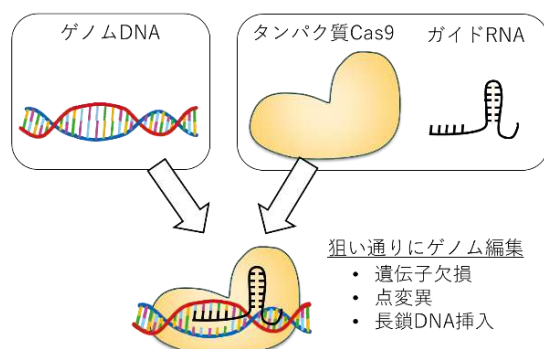 ゲノムDNA
タンパク質Cas9
ガイドRNA
狙い通りにゲノム編集
• 遺伝子欠損
• 点変異
• 長鎖DNA挿入